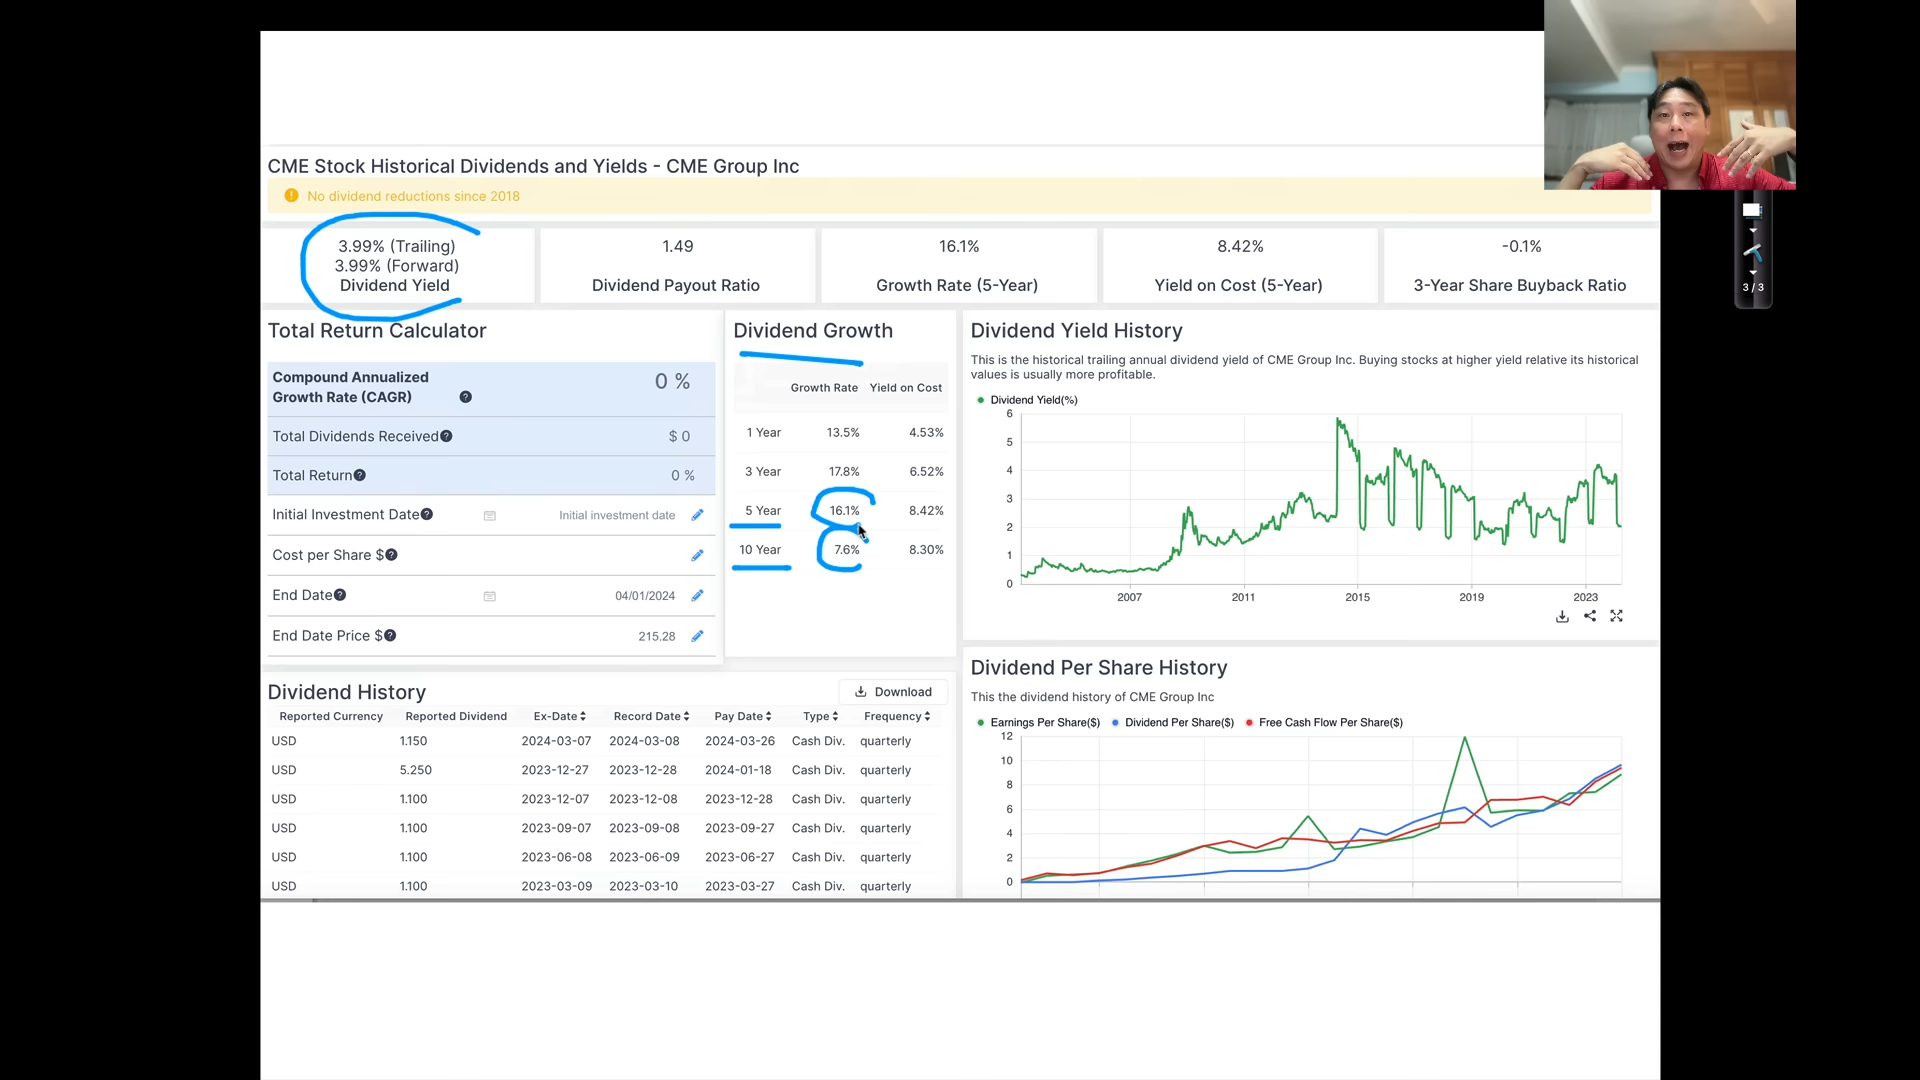 CME Stock Historical Dividends and Yields - CME Group Inc
No dividend reductions since 2018
3.99% (Trailing)
3.99% (Forward)
Dividend Yield
1.49
Dividend Payout Ratio
16.1%
Growth Rate (5-Year)
8.42%
Yield on Cost (5-Year)
-0.1%
3-Year Share Buyback Ratio
3 / 3
Total Return Calculator
Compound Annualized
Growth Rate (CAGR)
0 %
Total Dividends Received
$ 0
Total Return
0 %
Initial Investment Date
Initial investment date
Cost per Share $
End Date
04/01/2024
End Date Price $
215.28
Dividend Growth
Growth Rate Yield on Cost
1 Year 13.5% 4.53%
3 Year 17.8% 6.52%
5 Year 16.1% 8.42%
10 Year 7.6% 8.30%
Dividend Yield History
This is the historical trailing annual dividend yield of CME Group Inc. Buying stocks at higher yield relative its historical
values is usually more profitable.
Dividend Yield(%)
6
5
4
3
2
1
0
2007 2011 2015 2019 2023
Dividend History
Download
Reported Currency Reported Dividend Ex-Date Record Date Pay Date Type Frequency
USD 1.150 2024-03-07 2024-03-08 2024-03-26 Cash Div. quarterly
USD 5.250 2023-12-27 2023-12-28 2024-01-18 Cash Div. quarterly
USD 1.100 2023-12-07 2023-12-08 2023-12-28 Cash Div. quarterly
USD 1.100 2023-09-07 2023-09-08 2023-09-27 Cash Div. quarterly
USD 1.100 2023-06-08 2023-06-09 2023-06-27 Cash Div. quarterly
USD 1.100 2023-03-09 2023-03-10 2023-03-27 Cash Div. quarterly
Dividend Per Share History
This the dividend history of CME Group Inc
Earnings Per Share($) Dividend Per Share($) Free Cash Flow Per Share($)
12
10
8
6
4
2
0